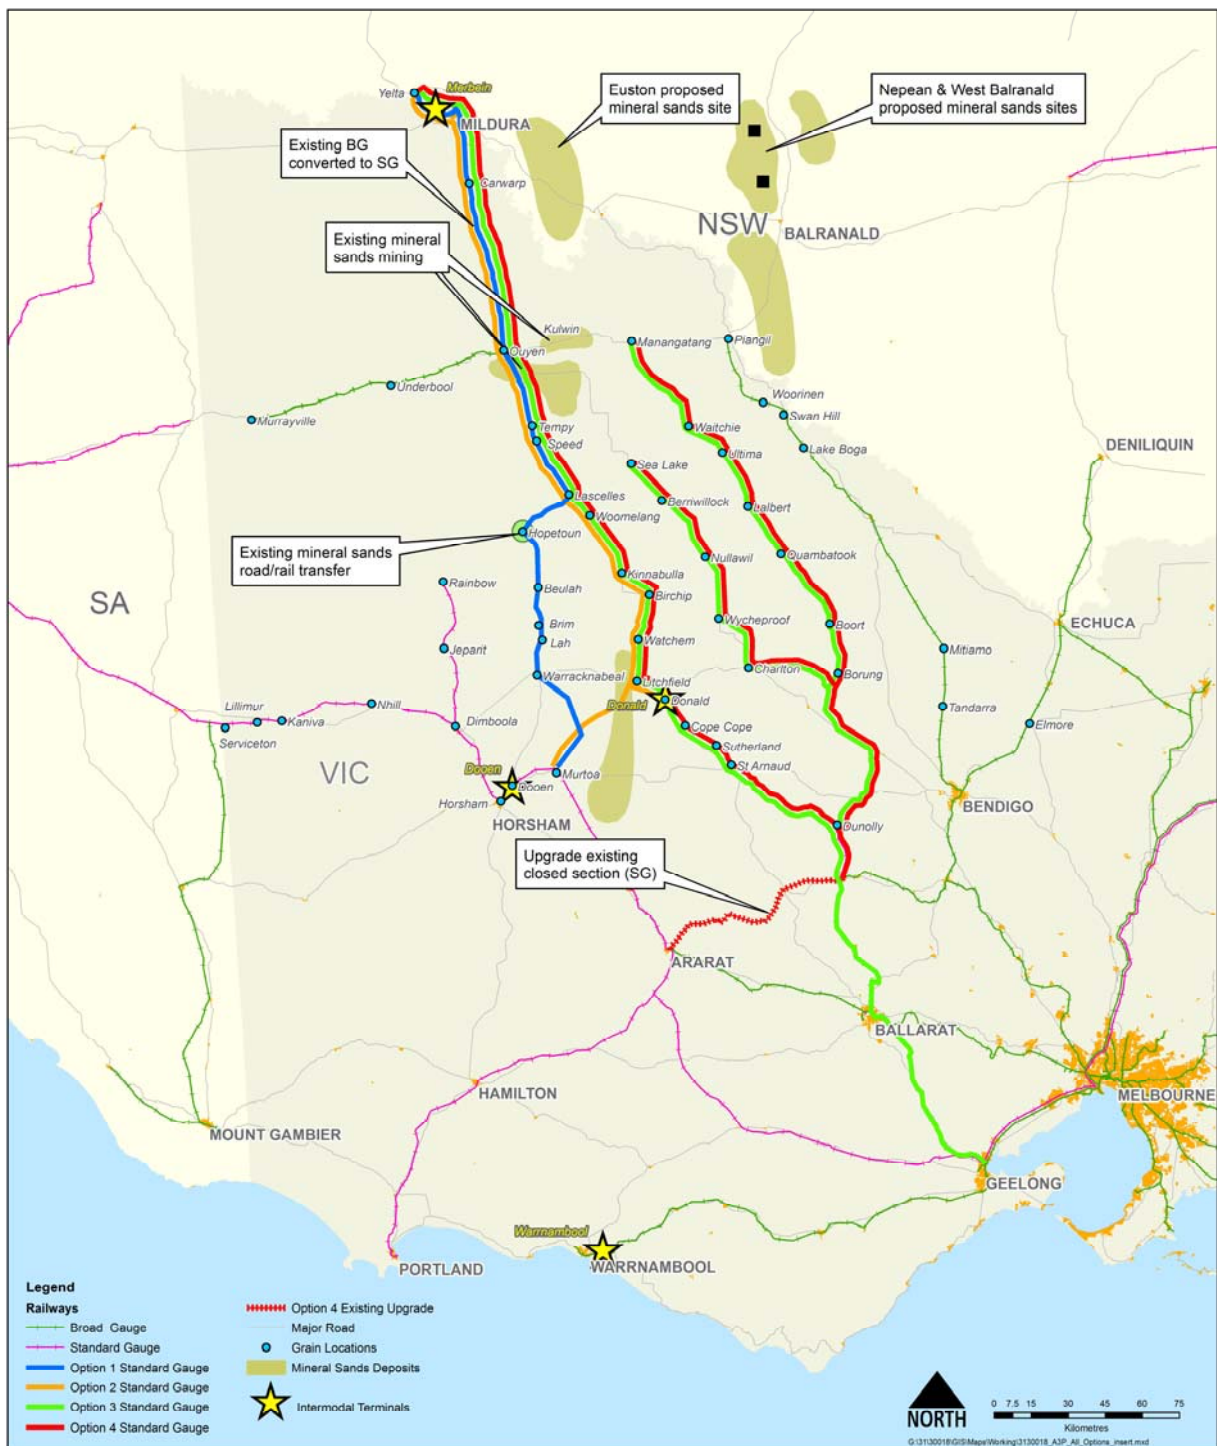 Merbein
Yelta
MILDURA
Euston proposed
mineral sands site
Nepean & West Balranald
proposed mineral sands sites
Existing BG
converted to SG
Carwarp
NSW
BALRANALD
Existing mineral
sands mining
Kulwin
Ouyen
Manangatang
Piangil
Underbool
Woorinen
Swan Hill
Murrayville
Tempy
Speed
Waitchie
Ultima
Lake Boga
DENILIQUIN
Sea Lake
Lascelles
Berriwillock
Lalbert
Woomelang
Hopetoun
Existing mineral sands
road/rail transfer
Nullawil
Quambatook
Rainbow
Kinnabulla
Beulah
Birchip
SA
Wycheproof
Boort
ECHUCA
Brim
Lah
Watchem
Jeparit
Mitiamo
Warracknabeal
Litchfield
Charlton
Borung
Lillimur
Kaniva
Nhill
Donald
Donald
Tandarra
Serviceton
Dimboola
Cope Cope
Elmore
Sutherland
VIC
Dooen
Murtoa
St Arnaud
Dooen
Horsham
BENDIGO
HORSHAM
Dunolly
Upgrade existing
closed section (SG)
ARARAT
BALLARAT
HAMILTON
MELBOURNE
MOUNT GAMBIER
GEELONG
Warrnambool
PORTLAND
WARRNAMBOOL
Legend
Railways
Broad Gauge
Standard Gauge
Option 1 Standard Gauge
Option 2 Standard Gauge
Option 3 Standard Gauge
Option 4 Standard Gauge
Option 4 Existing Upgrade
Major Road
Grain Locations
Mineral Sands Deposits
Intermodal Terminals
NORTH
0 7.5 15 30 45 60 75
Kilometres
G:\31\30018\GIS\Maps\Working\3130018_A3P_All_Options_insert.mxd